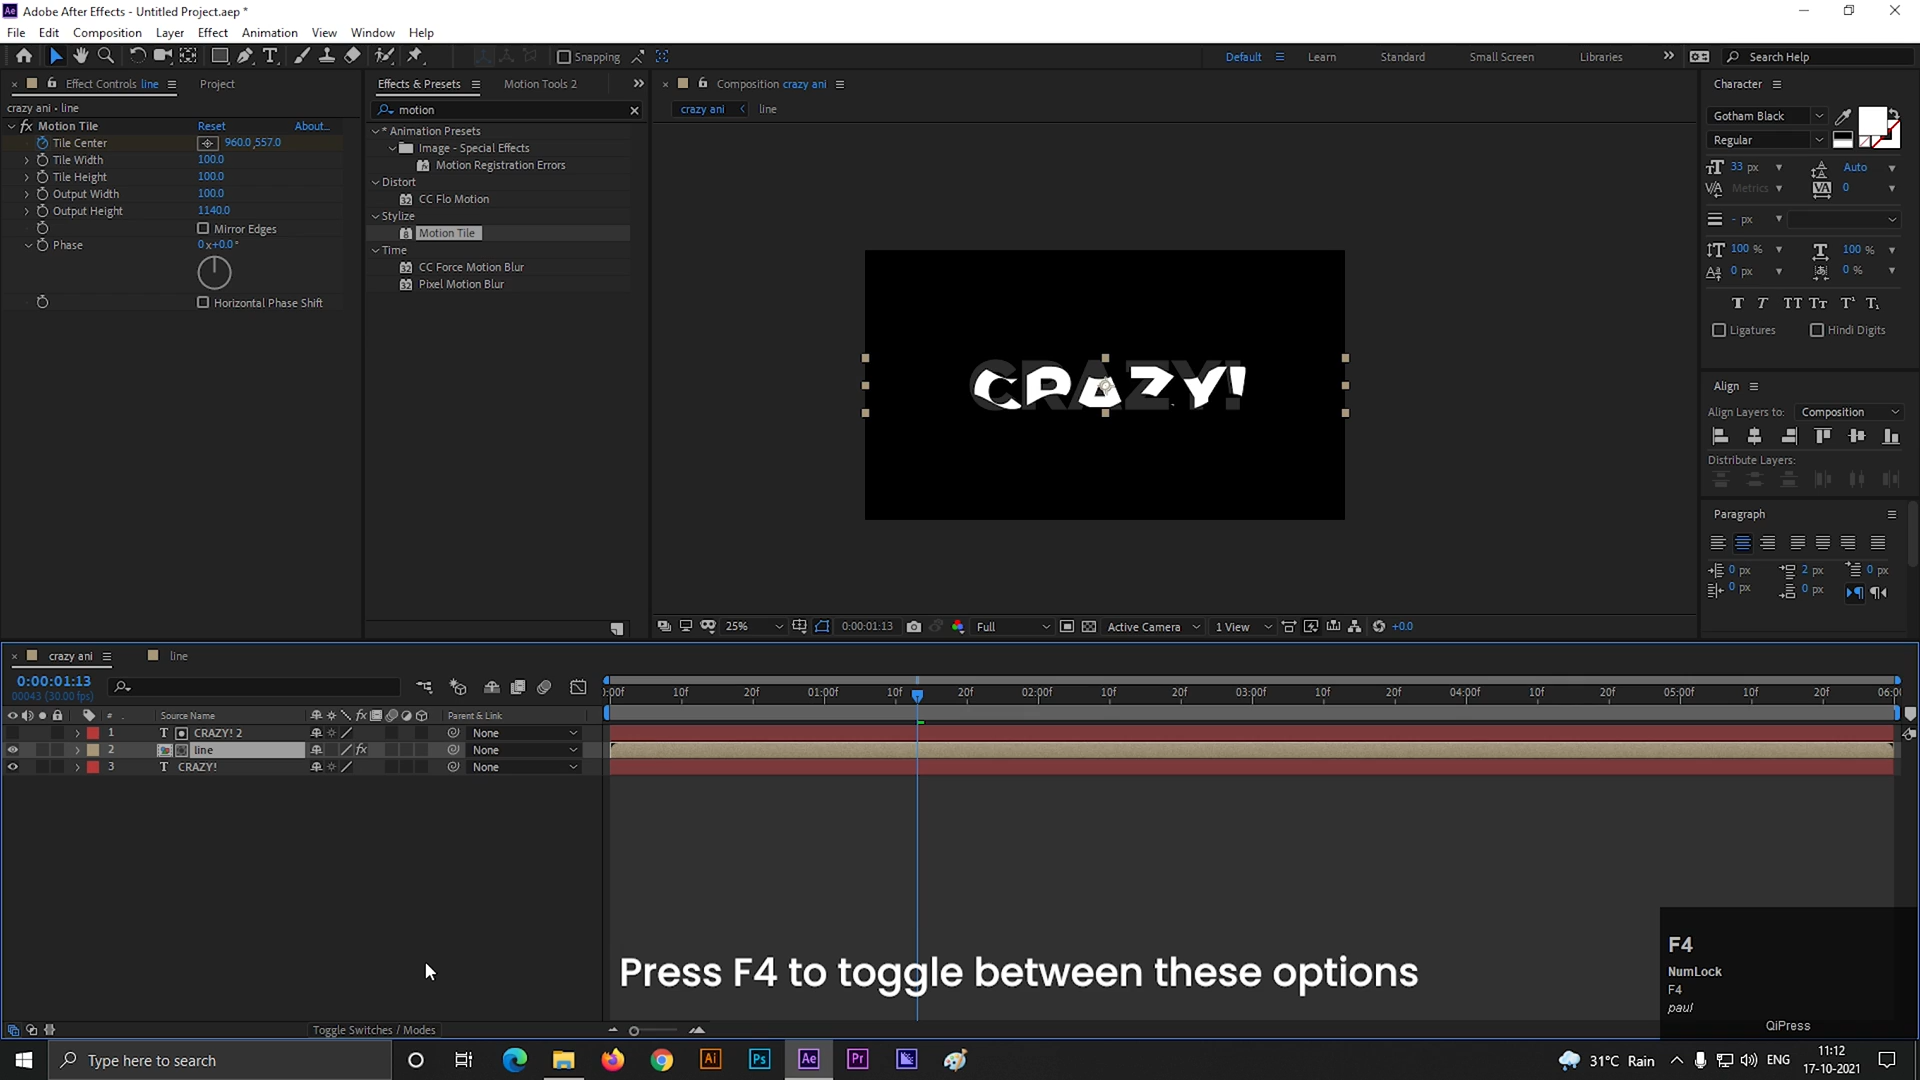 Adobe After Effects - Untitled Project.aep *
File Edit Composition Layer Effect Animation View Window Help
Snapping
Default Learn Standard Small Screen Libraries Search Help
Effect Controls line Project
crazy ani • line
Motion Tile Reset About...
Tile Center 960.0,557.0
Tile Width 100.0
Tile Height 100.0
Output Width 100.0
Output Height 1140.0
Mirror Edges
Phase 0x+0.0°
Horizontal Phase Shift
Effects & Presets Motion Tools 2
motion
* Animation Presets
Image - Special Effects
Motion Registration Errors
Distort
CC Flo Motion
Stylize
Motion Tile
Time
CC Force Motion Blur
Pixel Motion Blur
Composition crazy ani
crazy ani line
CRAZY!
25% 0:00:01:13 Full Active Camera 1 View +0.0
Character
Gotham Black
Regular
33 px Auto
Metrics 0
- px
100 % 100 %
0 px 0 %
Ligatures Hindi Digits
Align
Align Layers to: Composition
Distribute Layers:
Paragraph
0 px 2 px 0 px
0 px 0 px
crazy ani line
0:00:01:13
00043 (30.00 fps)
):00f 10f 20f 01:00f 10f 20f 02:00f 10f 20f 03:00f 10f 20f 04:00f 10f 20f 05:00f 10f 20f 06:0(
# Source Name Parent & Link
1 T CRAZY! 2 None
2 line None
3 T CRAZY! None
Press F4 to toggle between these options
F4
NumLock
F4
paul
QiPress
Toggle Switches / Modes
Type here to search
Ai Ps Ae Pr
31°C Rain ENG 11:12
17-10-2021